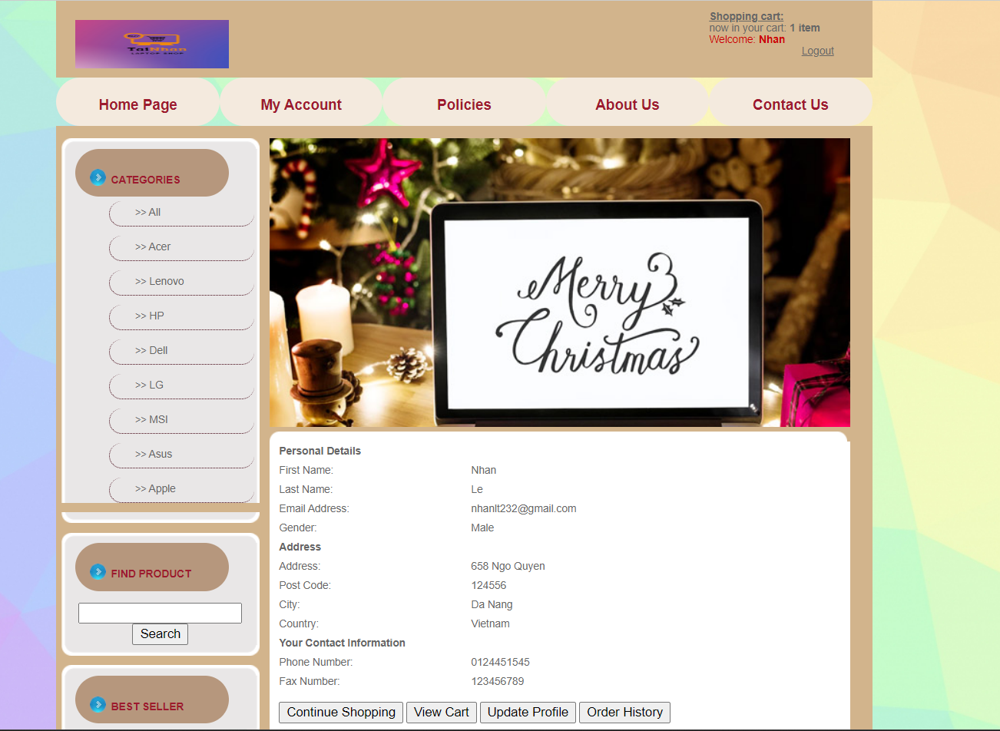 TaiNhan
LAPTOP SHOP
Shopping cart:
now in your cart: 1 item
Welcome: Nhan
Logout
Home Page
My Account
Policies
About Us
Contact Us
CATEGORIES
>> All
>> Acer
>> Lenovo
>> HP
>> Dell
>> LG
>> MSI
>> Asus
>> Apple
FIND PRODUCT
Search
BEST SELLER
Merry
Christmas
Personal Details
First Name: Nhan
Last Name: Le
Email Address: nhanlt232@gmail.com
Gender: Male
Address
Address: 658 Ngo Quyen
Post Code: 124556
City: Da Nang
Country: Vietnam
Your Contact Information
Phone Number: 0124451545
Fax Number: 123456789
Continue Shopping View Cart Update Profile Order History